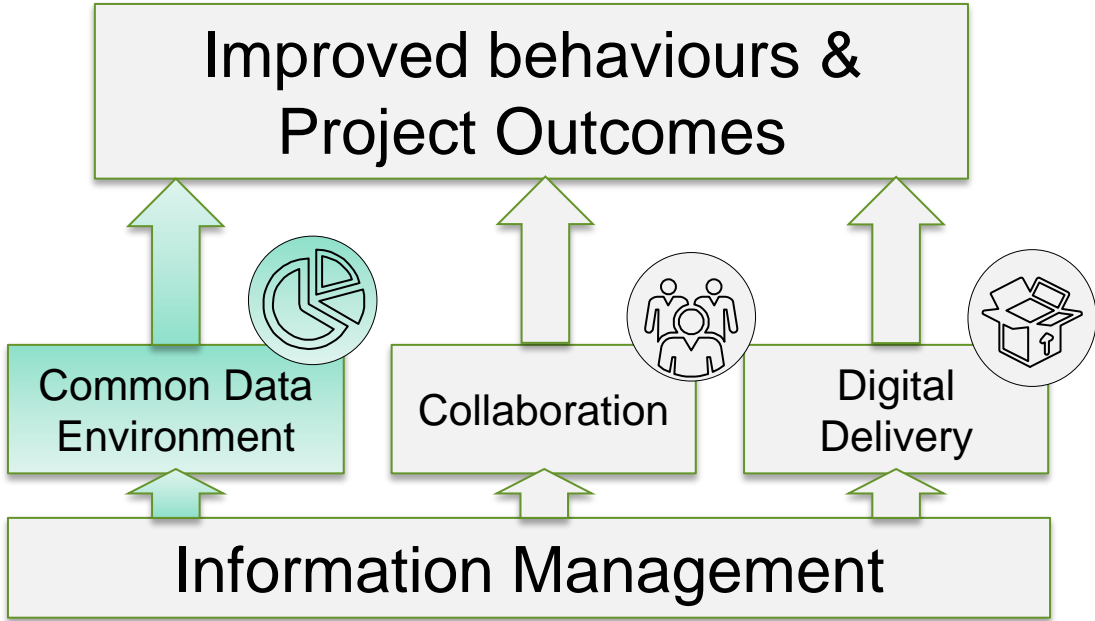 Improved behaviours &
Project Outcomes
Common Data
Environment
Collaboration
Digital
Delivery
Information Management